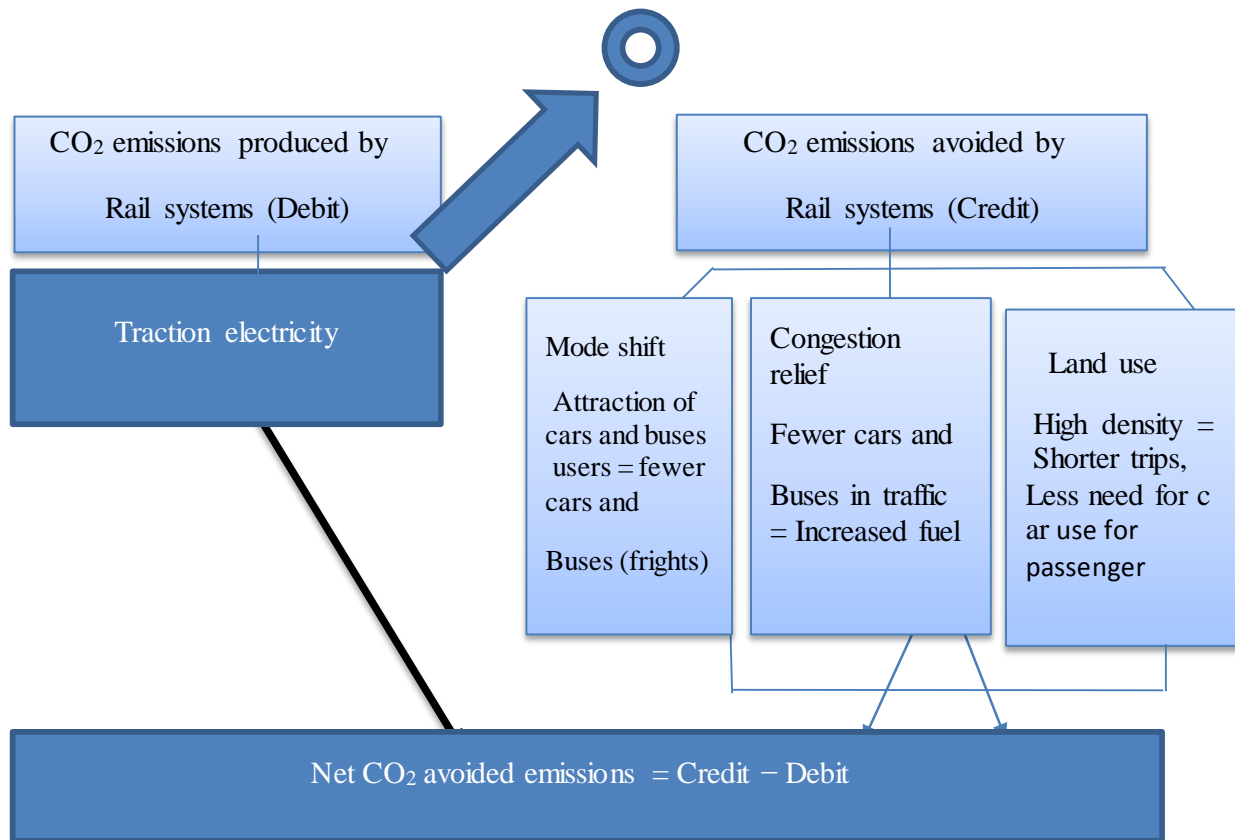 CO₂ emissions produced by
Rail systems (Debit)
CO₂ emissions avoided by
Rail systems (Credit)
Traction electricity
Mode shift
Attraction of
cars and buses
users = fewer
cars and
Buses (frights)
Congestion
relief
Fewer cars and
Buses in traffic
= Increased fuel
Land use
High density =
Shorter trips,
Less need for c
ar use for
passenger
Net CO₂ avoided emissions = Credit − Debit